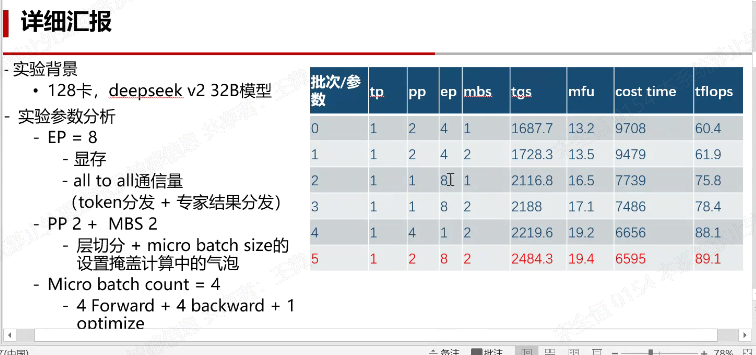 详细汇报
- 实验背景
• 128卡，deepseek v2 32B模型
- 实验参数分析
- EP = 8
- 显存
- all to all通信量
（token分发 + 专家结果分发）
- PP 2 + MBS 2
- 层切分 + micro batch size的
设置掩盖计算中的气泡
- Micro batch count = 4
- 4 Forward + 4 backward + 1
optimize
批次/参数 tp pp ep mbs tgs mfu cost time tflops
0 1 2 4 1 1687.7 13.2 9708 60.4
1 1 2 4 2 1728.3 13.5 9479 61.9
2 1 1 8 1 2116.8 16.5 7739 75.8
3 1 1 8 2 2188 17.1 7486 78.4
4 1 4 1 2 2219.6 19.2 6656 88.1
5 1 2 8 2 2484.3 19.4 6595 89.1
备注 批注 78%